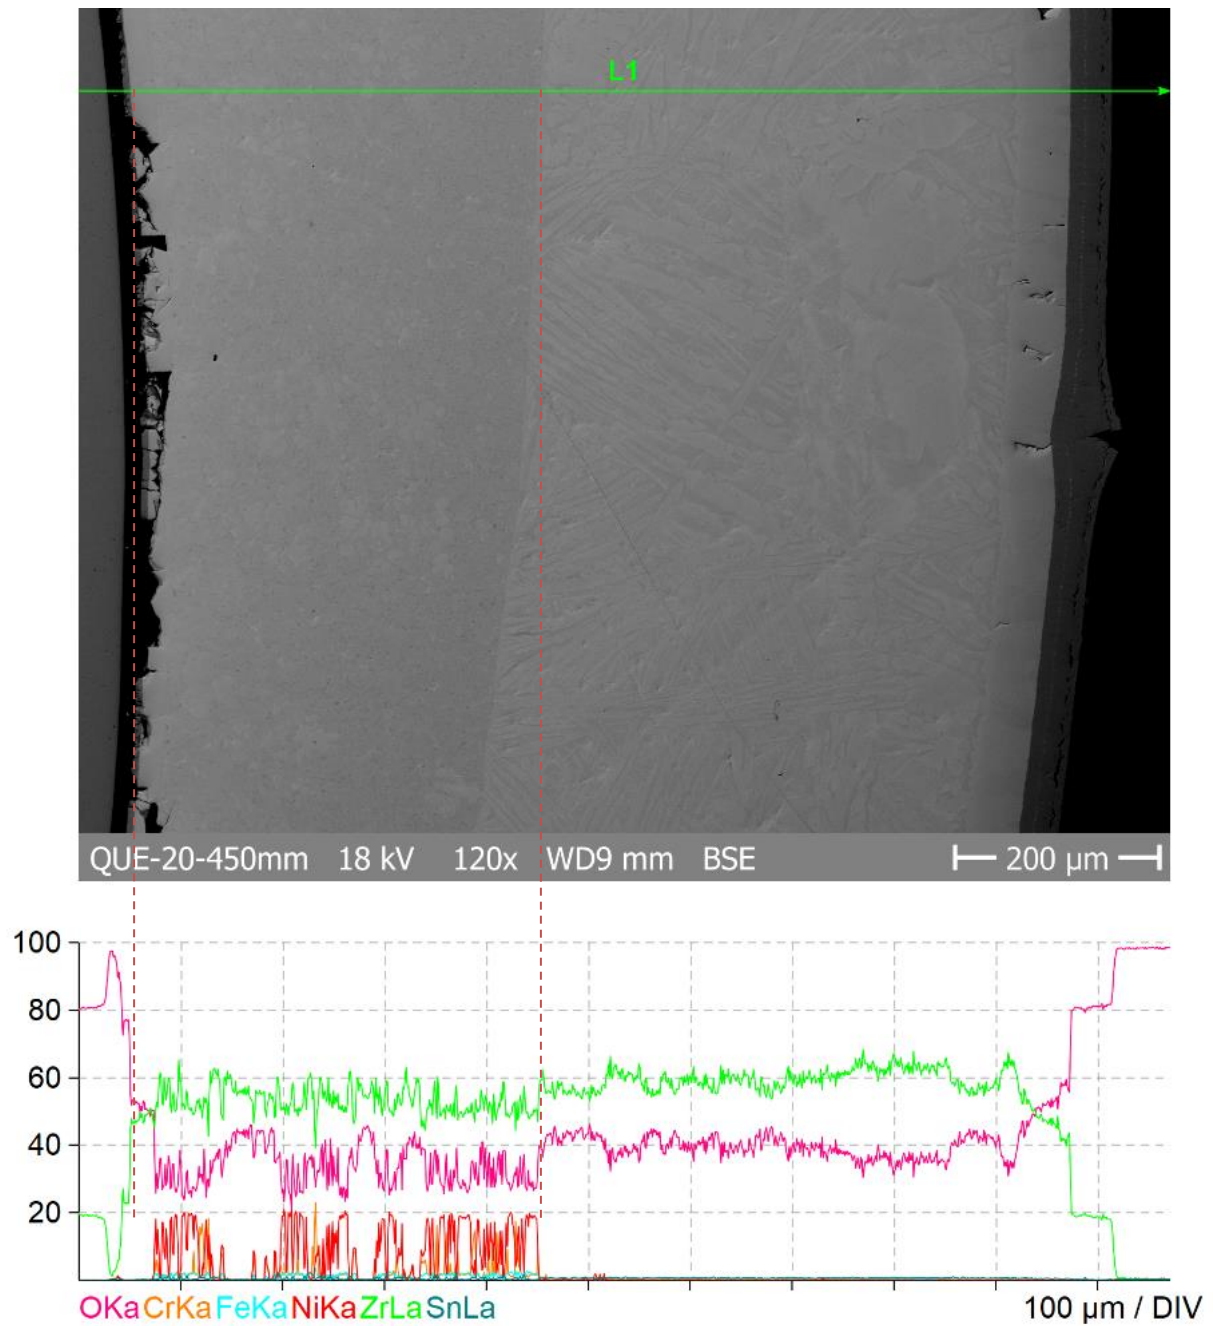 L1
QUE-20-450mm 18 kV 120x WD9 mm BSE 200 µm
100
80
60
40
20
OKa CrKa FeKa NiKa ZrLa SnLa 100 µm / DIV